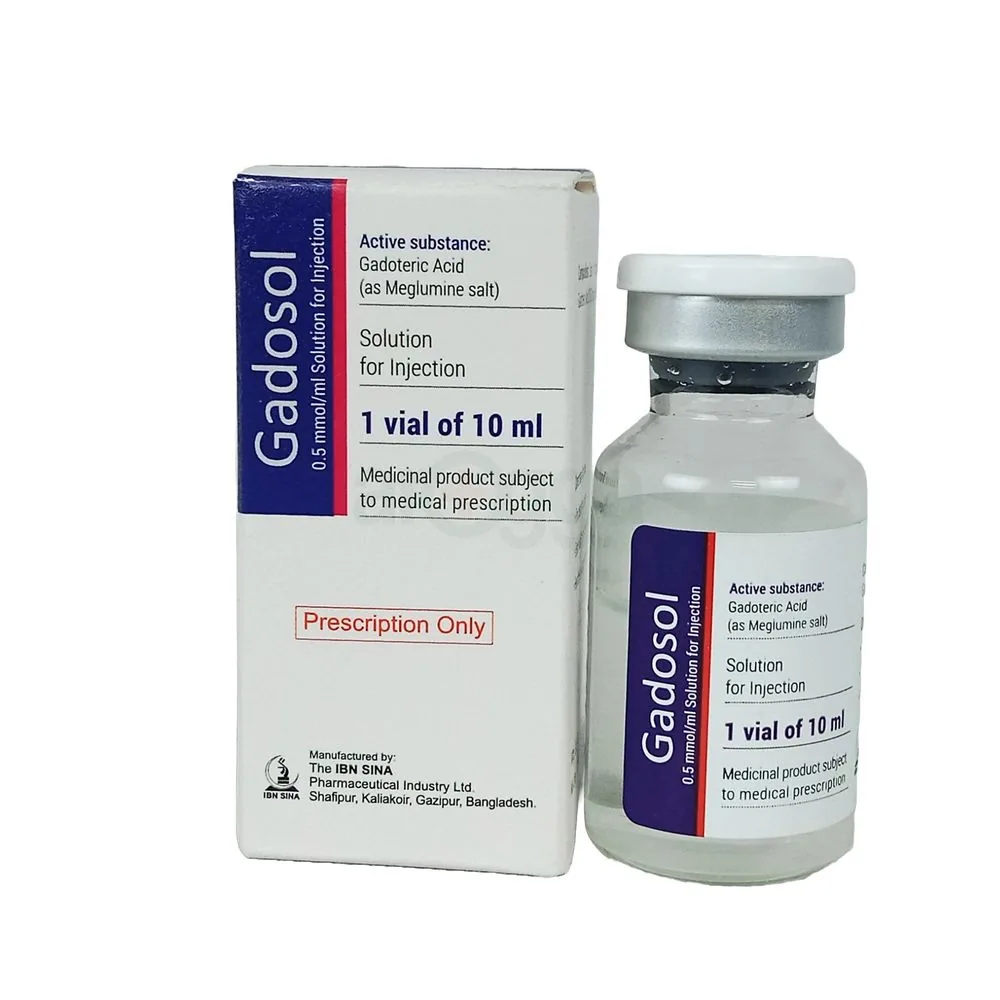 Gadosol
0.5 mmol/ml Solution for Injection
Active substance:
Gadoteric Acid
(as Meglumine salt)
Solution
for Injection
1 vial of 10 ml
Medicinal product subject
to medical prescription
Prescription Only
IBN SINA
Manufactured by:
The IBN SINA
Pharmaceutical Industry Ltd.
Shafipur, Kaliakoir, Gazipur, Bangladesh.
Gadosol
0.5 mmol/ml Solution for Injection
Active substance:
Gadoteric Acid
(as Meglumine salt)
Solution
for Injection
1 vial of 10 ml
Medicinal product subject
to medical prescription